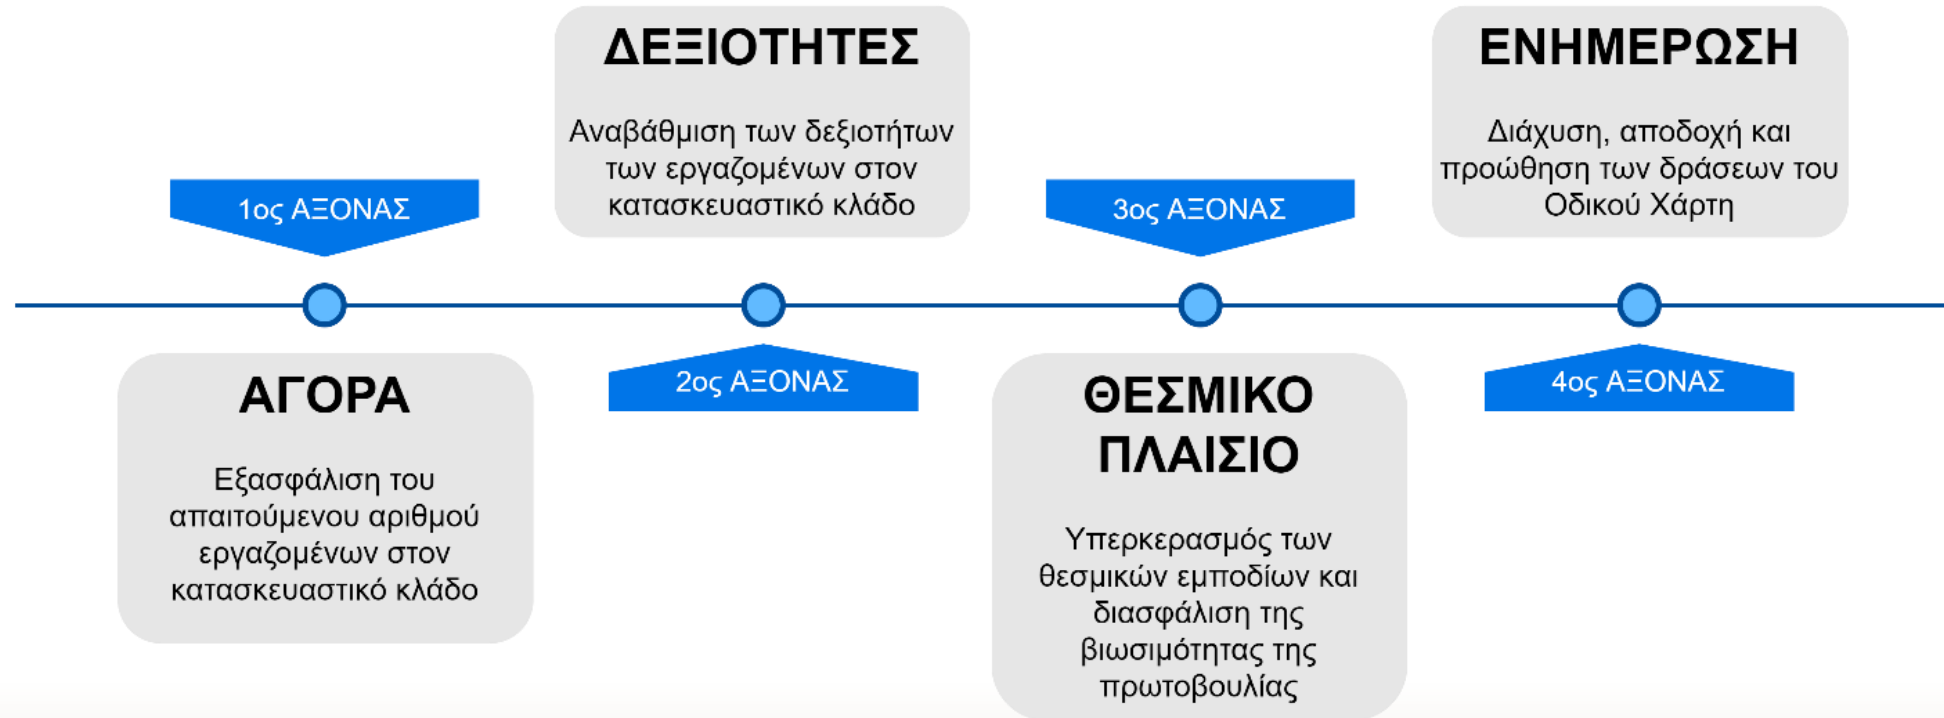 1ος ΑΞΟΝΑΣ
ΑΓΟΡΑ
Εξασφάλιση του
απαιτούμενου αριθμού
εργαζομένων στον
κατασκευαστικό κλάδο
ΔΕΞΙΟΤΗΤΕΣ
Αναβάθμιση των δεξιοτήτων
των εργαζομένων στον
κατασκευαστικό κλάδο
2ος ΑΞΟΝΑΣ
3ος ΑΞΟΝΑΣ
ΘΕΣΜΙΚΟ
ΠΛΑΙΣΙΟ
Υπερκερασμός των
θεσμικών εμποδίων και
διασφάλιση της
βιωσιμότητας της
πρωτοβουλίας
ΕΝΗΜΕΡΩΣΗ
Διάχυση, αποδοχή και
προώθηση των δράσεων του
Οδικού Χάρτη
4ος ΑΞΟΝΑΣ